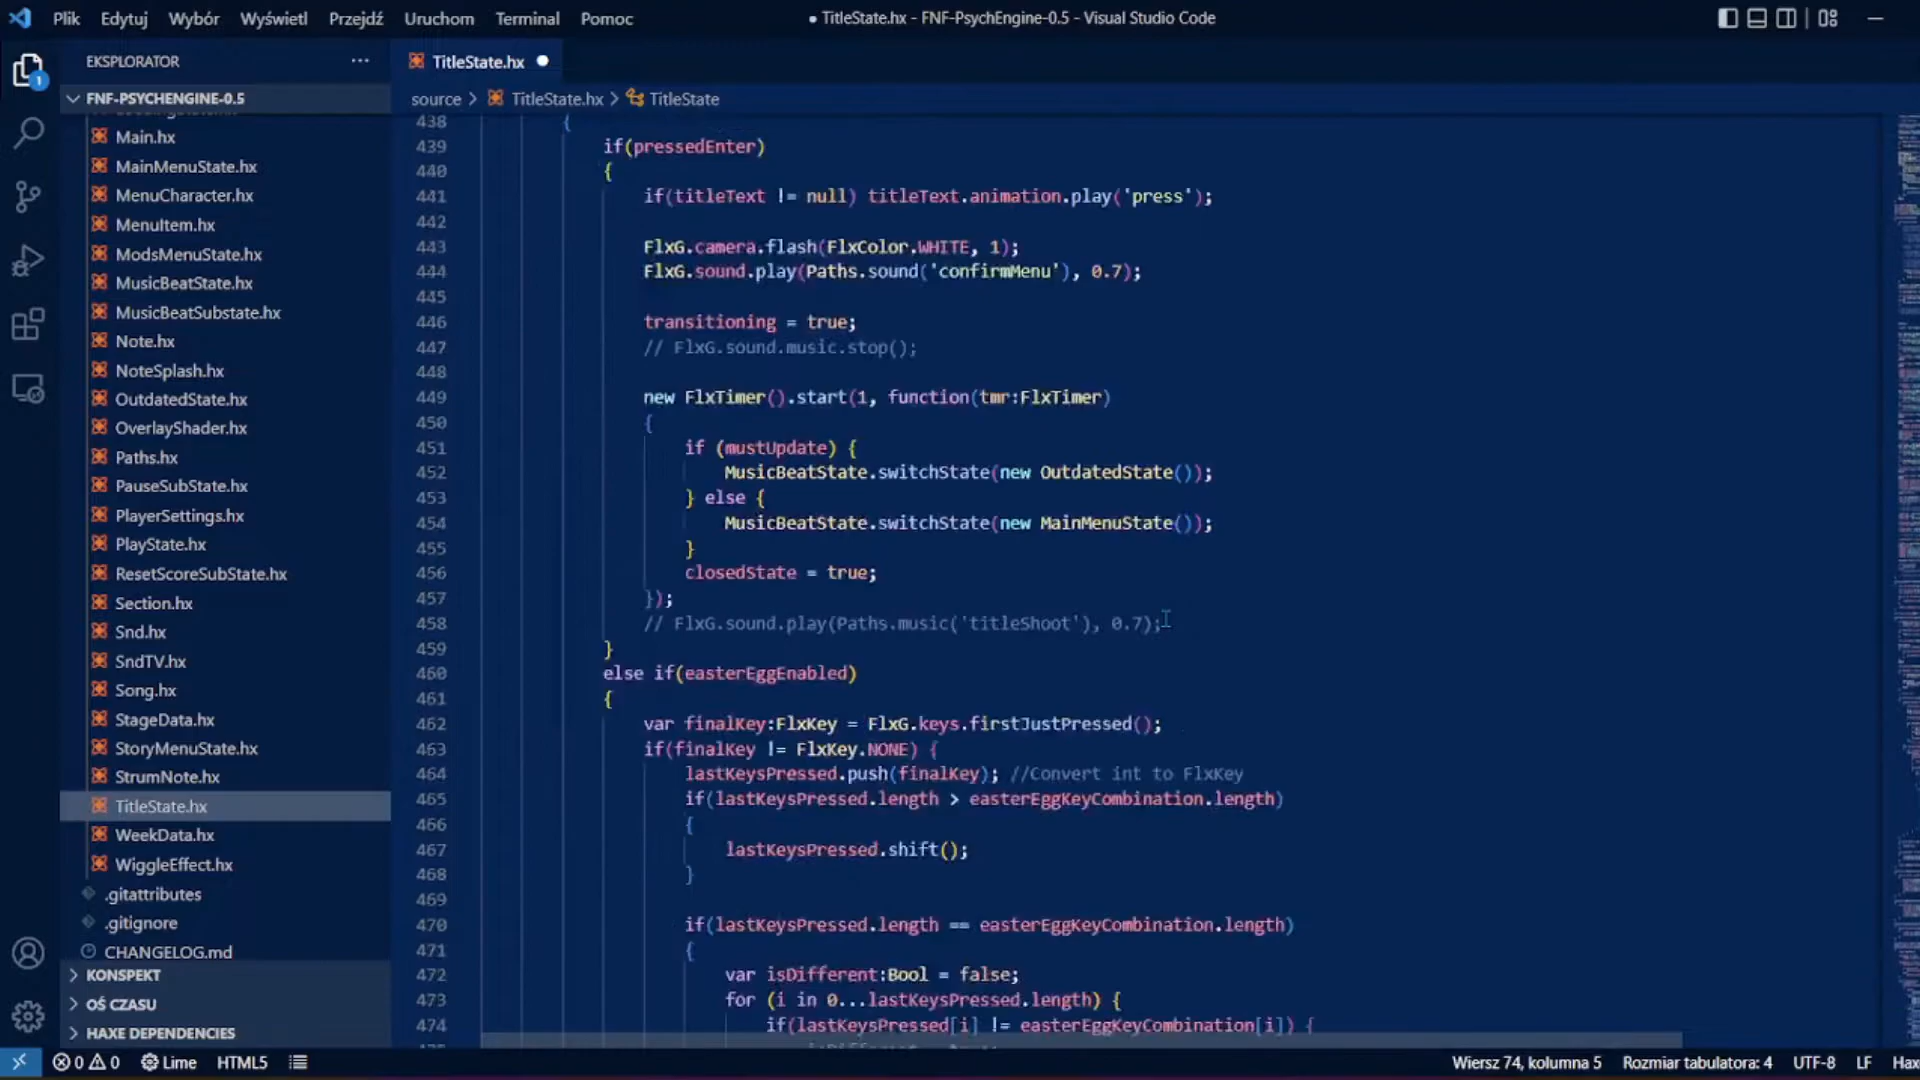 Plik Edytuj Wybór Wyświetl Przejdź Uruchom Terminal Pomoc
● TitleState.hx - FNF-PsychEngine-0.5 - Visual Studio Code
EKSPLORATOR ···
1
FNF-PSYCHENGINE-0.5
Main.hx
MainMenuState.hx
MenuCharacter.hx
MenuItem.hx
ModsMenuState.hx
MusicBeatState.hx
MusicBeatSubstate.hx
Note.hx
NoteSplash.hx
OutdatedState.hx
OverlayShader.hx
Paths.hx
PauseSubState.hx
PlayerSettings.hx
PlayState.hx
ResetScoreSubState.hx
Section.hx
Snd.hx
SndTV.hx
Song.hx
StageData.hx
StoryMenuState.hx
StrumNote.hx
TitleState.hx
WeekData.hx
WiggleEffect.hx
.gitattributes
.gitignore
CHANGELOG.md
KONSPEKT
OŚ CZASU
HAXE DEPENDENCIES
TitleState.hx
source > TitleState.hx > TitleState
438 {
439 if(pressedEnter)
440 {
441 if(titleText != null) titleText.animation.play('press');
442
443 FlxG.camera.flash(FlxColor.WHITE, 1);
444 FlxG.sound.play(Paths.sound('confirmMenu'), 0.7);
445
446 transitioning = true;
447 // FlxG.sound.music.stop();
448
449 new FlxTimer().start(1, function(tmr:FlxTimer)
450 {
451 if (mustUpdate) {
452 MusicBeatState.switchState(new OutdatedState());
453 } else {
454 MusicBeatState.switchState(new MainMenuState());
455 }
456 closedState = true;
457 });
458 // FlxG.sound.play(Paths.music('titleShoot'), 0.7);
459 }
460 else if(easterEggEnabled)
461 {
462 var finalKey:FlxKey = FlxG.keys.firstJustPressed();
463 if(finalKey != FlxKey.NONE) {
464 lastKeysPressed.push(finalKey); //Convert int to FlxKey
465 if(lastKeysPressed.length > easterEggKeyCombination.length)
466 {
467 lastKeysPressed.shift();
468 }
469
470 if(lastKeysPressed.length == easterEggKeyCombination.length)
471 {
472 var isDifferent:Bool = false;
473 for (i in 0...lastKeysPressed.length) {
474 if(lastKeysPressed[i] != easterEggKeyCombination[i]) {
0 0 Lime HTML5
Wiersz 74, kolumna 5 Rozmiar tabulatora: 4 UTF-8 LF